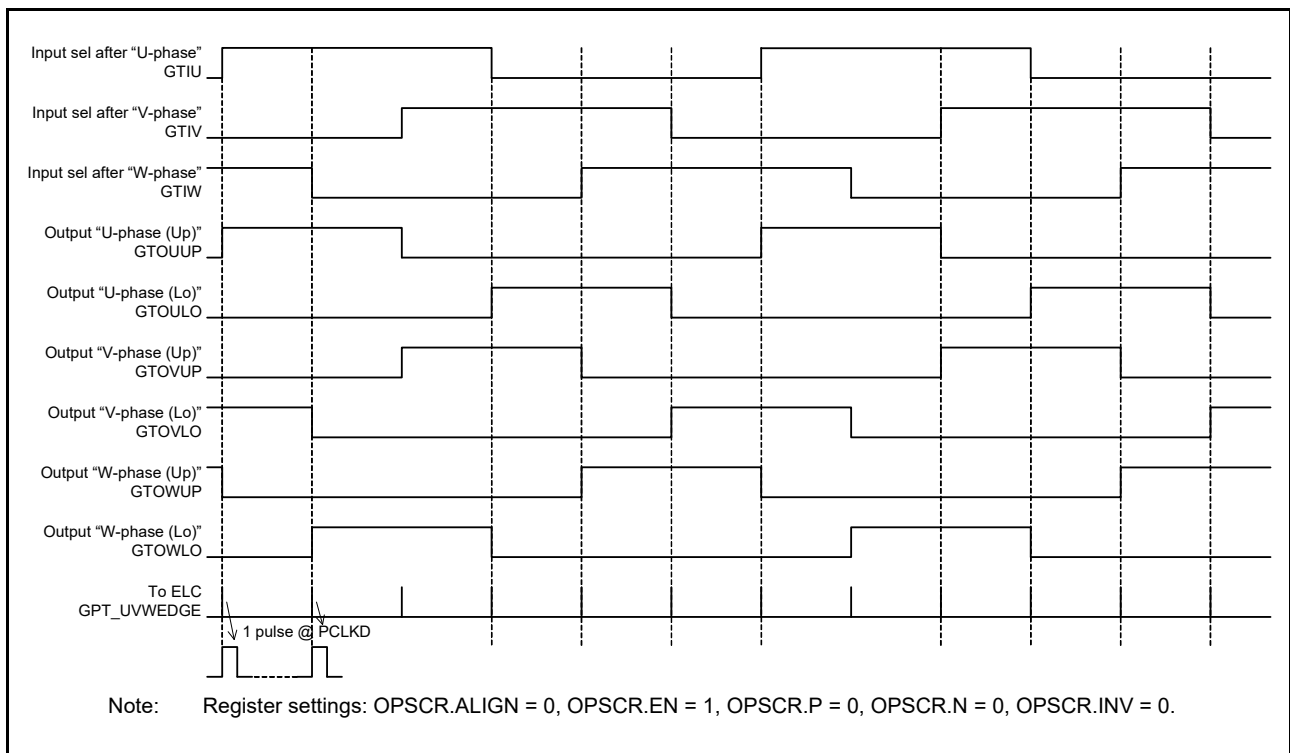 Input sel after “U-phase”
GTIU
Input sel after “V-phase”
GTIV
Input sel after “W-phase”
GTIW
Output “U-phase (Up)”
GTOUUP
Output “U-phase (Lo)”
GTOULO
Output “V-phase (Up)”
GTOVUP
Output “V-phase (Lo)”
GTOVLO
Output “W-phase (Up)”
GTOWUP
Output “W-phase (Lo)”
GTOWLO
To ELC
GPT_UVWEDGE
1 pulse @ PCLKD
Note: Register settings: OPSCR.ALIGN = 0, OPSCR.EN = 1, OPSCR.P = 0, OPSCR.N = 0, OPSCR.INV = 0.